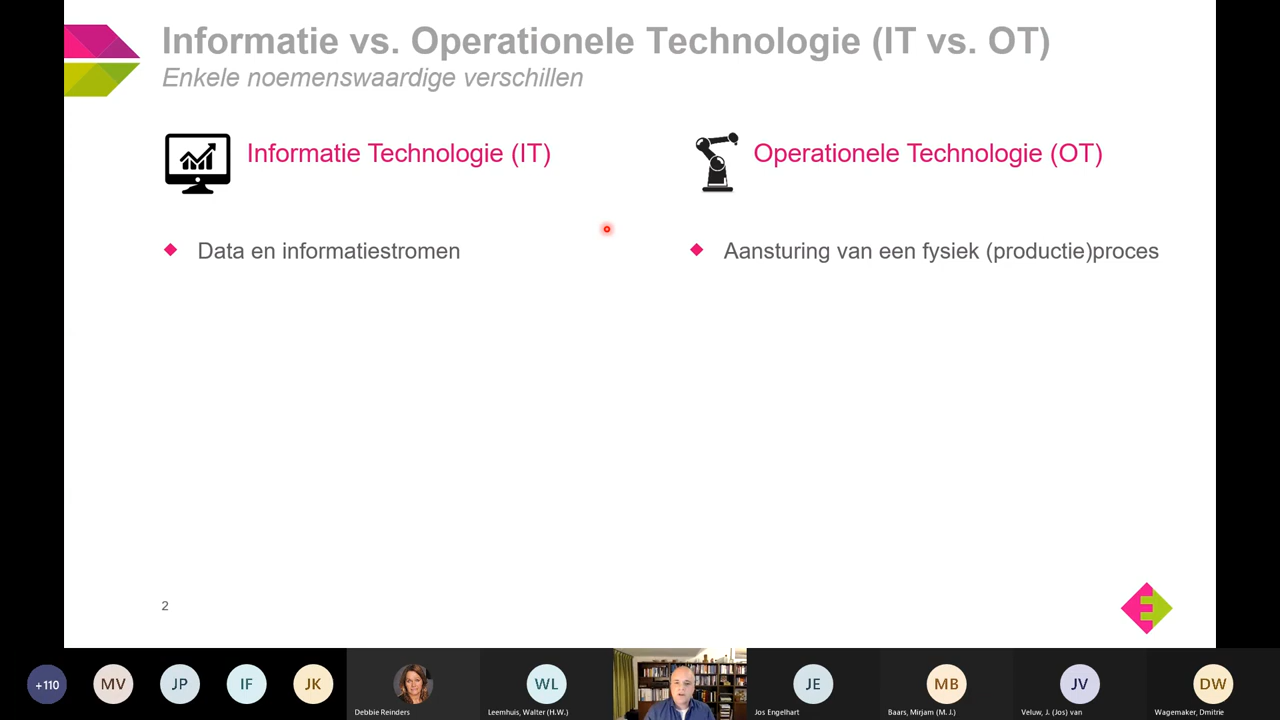 Informatie vs. Operationele Technologie (IT vs. OT)
Enkele noemenswaardige verschillen
Informatie Technologie (IT)
Operationele Technologie (OT)
Data en informatiestromen
Aansturing van een fysiek (productie)proces
2
+110
MV
JP
IF
JK
Debbie Reinders
WL
Leemhuis, Walter (H.W.)
JE
Jos Engelhart
MB
Baars, Mirjam (M. J.)
JV
Veluw, J. (Jos) van
DW
Wagemaker, Dmitrie